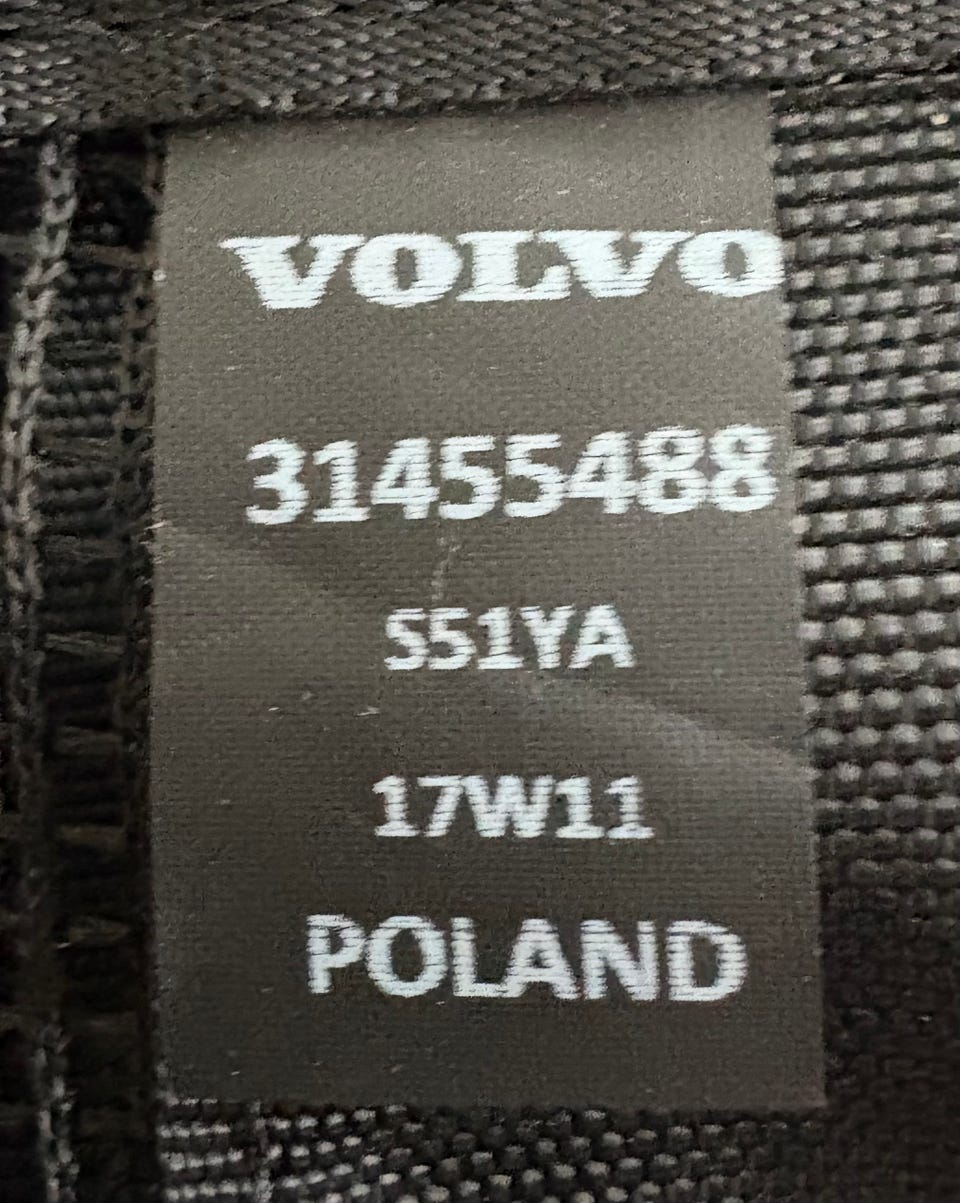 VOLVO
31455488
S51YA
17W11
POLAND